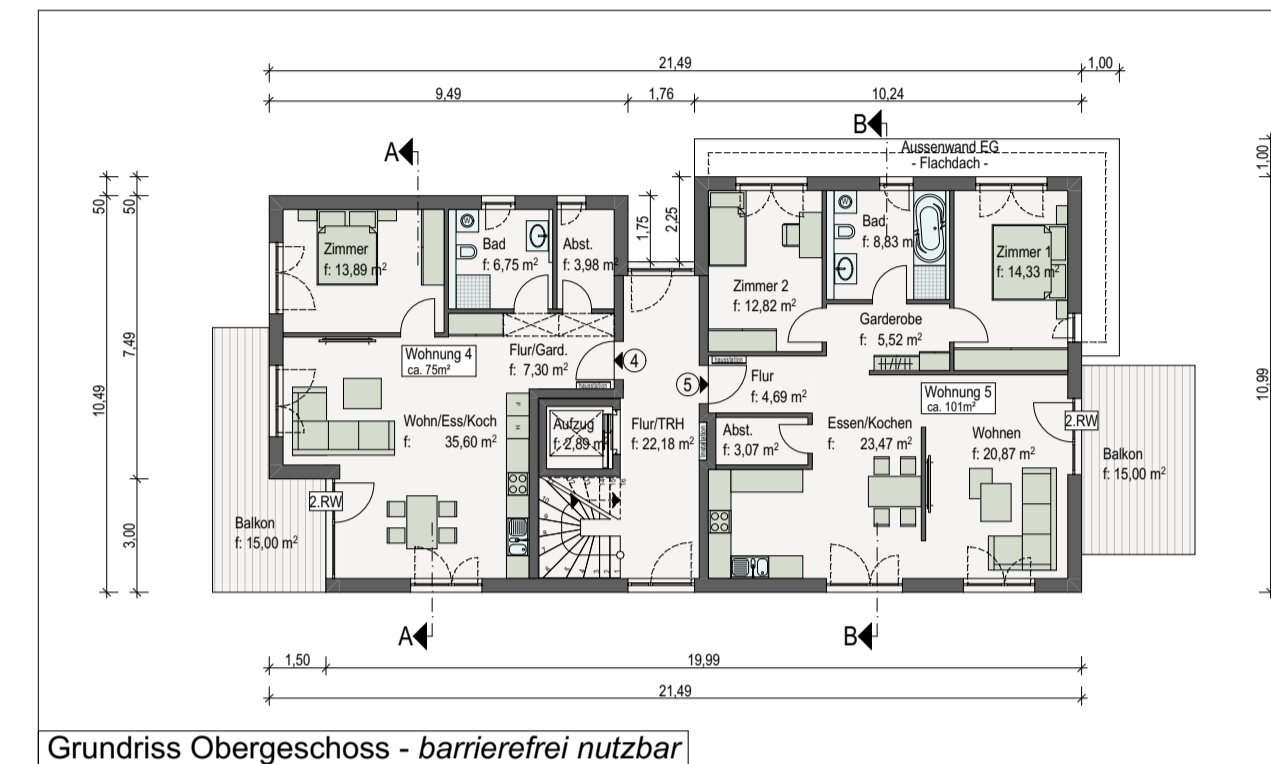 21,49
1,00
9,49
1,76
10,24
A
B
Aussenwand EG
- Flachdach -
1,00
50
50
1,75
2,25
Zimmer
f: 13,89 m²
W
Bad
f: 6,75 m²
Abst.
f: 3,98 m²
Zimmer 2
f: 12,82 m²
W
Bad
f: 8,83 m²
Zimmer 1
f: 14,33 m²
Garderobe
f: 5,52 m²
7,49
10,49
10,99
3,00
Wohnung 4
ca. 75m²
Flur/Gard.
f: 7,30 m²
hausstation
4
5
hausstation
Flur
f: 4,69 m²
Wohnung 5
ca. 101m²
Wohn/Ess/Koch
f: 35,60 m²
Aufzug
f: 2,89 m²
Flur/TRH
f: 22,18 m²
Installation
Abst.
f: 3,07 m²
Essen/Kochen
f: 23,47 m²
Wohnen
f: 20,87 m²
2.RW
Balkon
f: 15,00 m²
2.RW
Balkon
f: 15,00 m²
A
B
1,50
19,99
21,49
Grundriss Obergeschoss - barrierefrei nutzbar